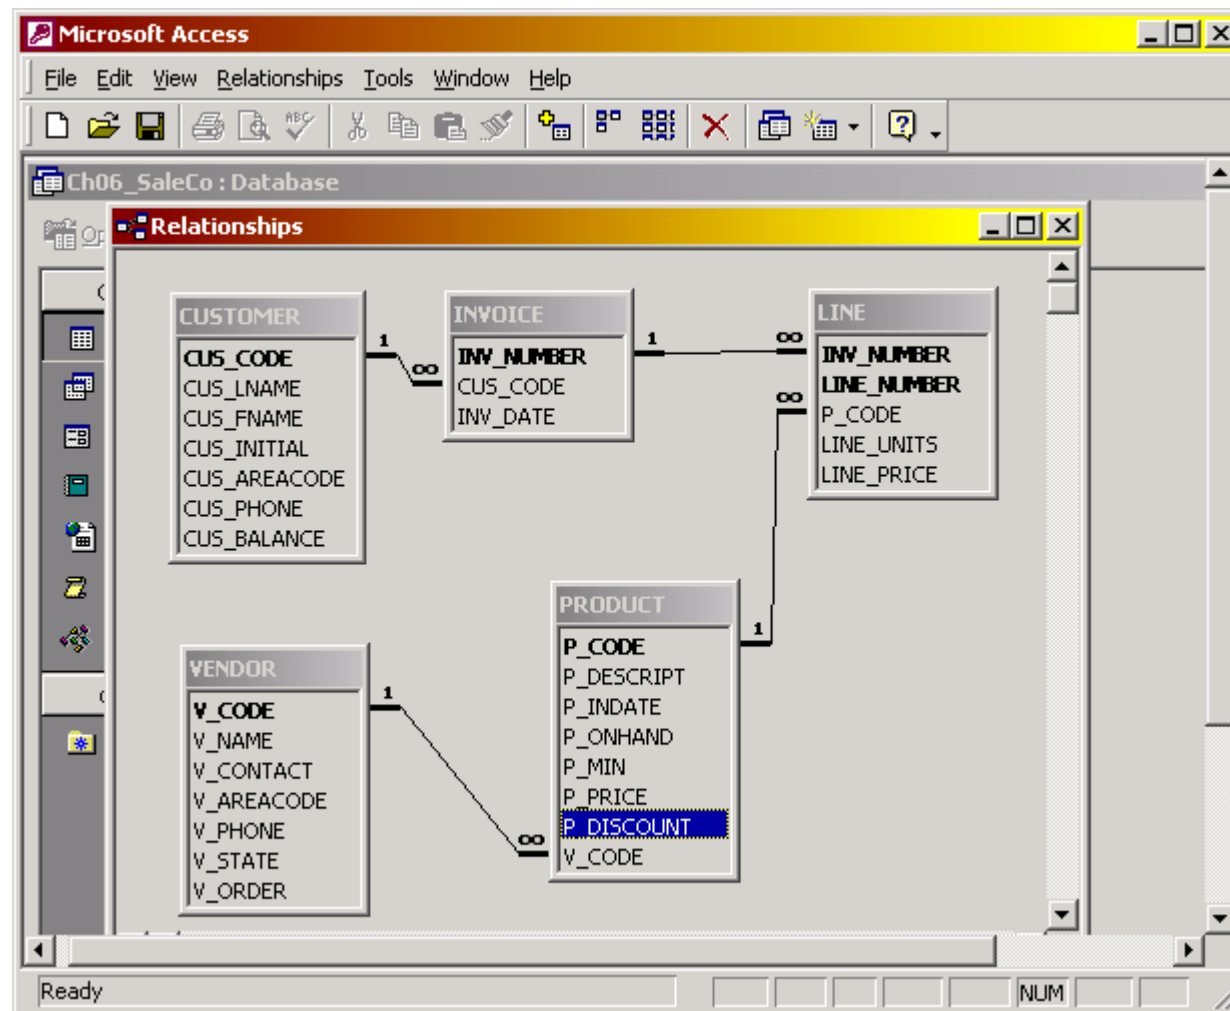 Microsoft Access
File Edit View Relationships Tools Window Help
Ch06_SaleCo : Database
Op
Relationships
CUSTOMER
CUS_CODE
CUS_LNAME
CUS_FNAME
CUS_INITIAL
CUS_AREACODE
CUS_PHONE
CUS_BALANCE
1
∞
INVOICE
INV_NUMBER
CUS_CODE
INV_DATE
1
∞
LINE
INV_NUMBER
LINE_NUMBER
P_CODE
LINE_UNITS
LINE_PRICE
∞
1
VENDOR
V_CODE
V_NAME
V_CONTACT
V_AREACODE
V_PHONE
V_STATE
V_ORDER
1
∞
PRODUCT
P_CODE
P_DESCRIPT
P_INDATE
P_ONHAND
P_MIN
P_PRICE
P_DISCOUNT
V_CODE
Ready
NUM